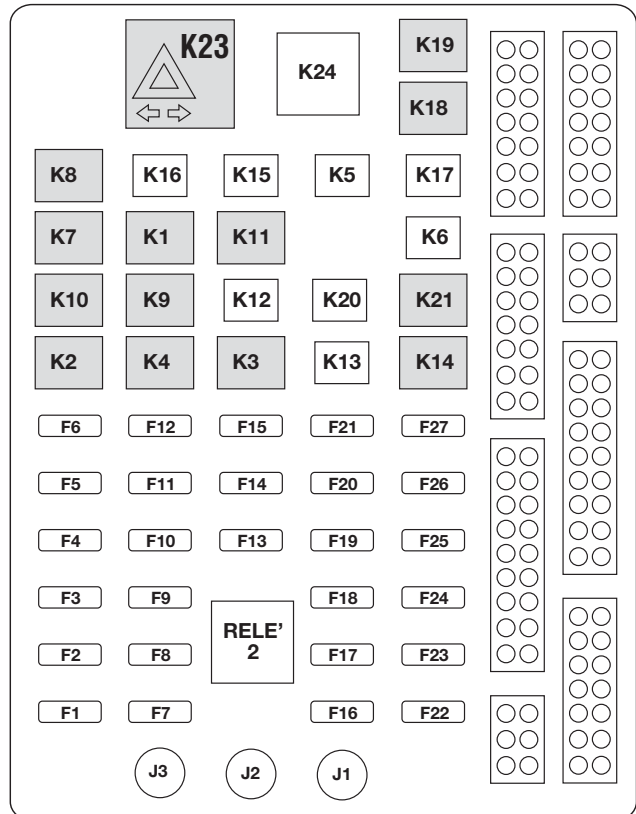 K23
K24
K19
K18
K8 K16 K15 K5 K17
K7 K1 K11 K6
K10 K9 K12 K20 K21
K2 K4 K3 K13 K14
F6 F12 F15 F21 F27
F5 F11 F14 F20 F26
F4 F10 F13 F19 F25
F3 F9 F18 F24
RELE'
2
F2 F8 F17 F23
F1 F7 F16 F22
J3 J2 J1